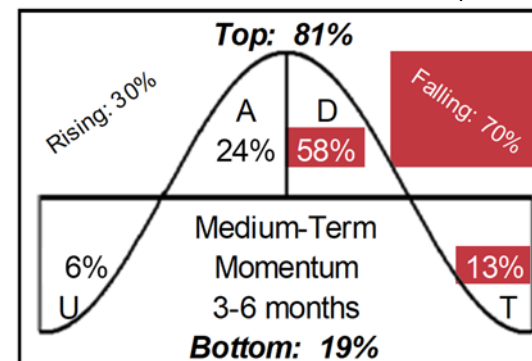 Top: 81%
Rising: 30%
Falling: 70%
A
D
24%
58%
Medium-Term
6%
Momentum
13%
U
3-6 months
T
Bottom: 19%